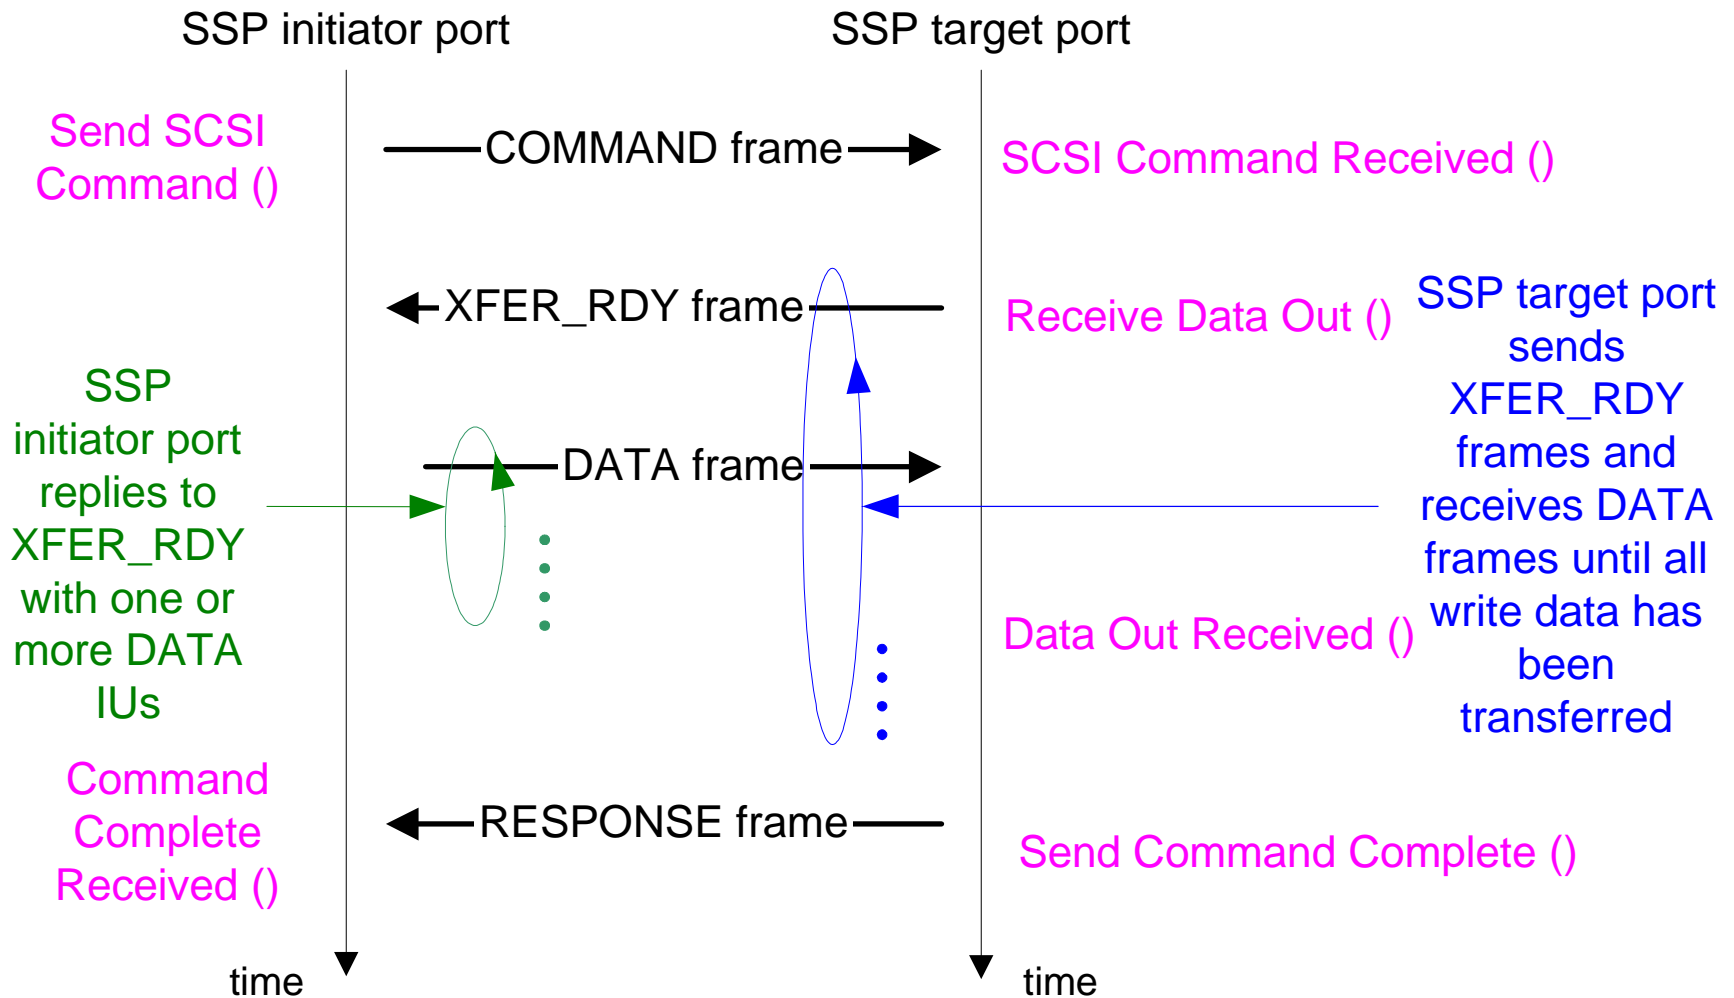 SSP initiator port
SSP target port
Send SCSI
Command ()
COMMAND frame
SCSI Command Received ()
XFER_RDY frame
Receive Data Out ()
SSP target port
sends
XFER_RDY
frames and
receives DATA
frames until all
write data has
been
transferred
SSP
initiator port
replies to
XFER_RDY
with one or
more DATA
IUs
DATA frame
Data Out Received ()
Command
Complete
Received ()
RESPONSE frame
Send Command Complete ()
time
time